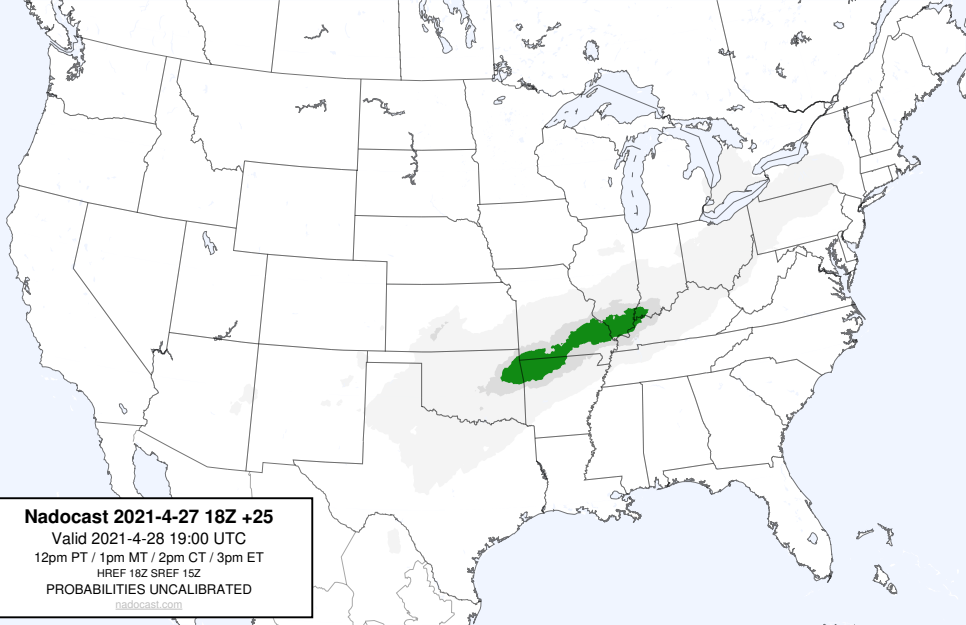 Nadocast 2021-4-27 18Z +25
Valid 2021-4-28 19:00 UTC
12pm PT / 1pm MT / 2pm CT / 3pm ET
HREF 18Z SREF 15Z
PROBABILITIES UNCALIBRATED
nadocast.com